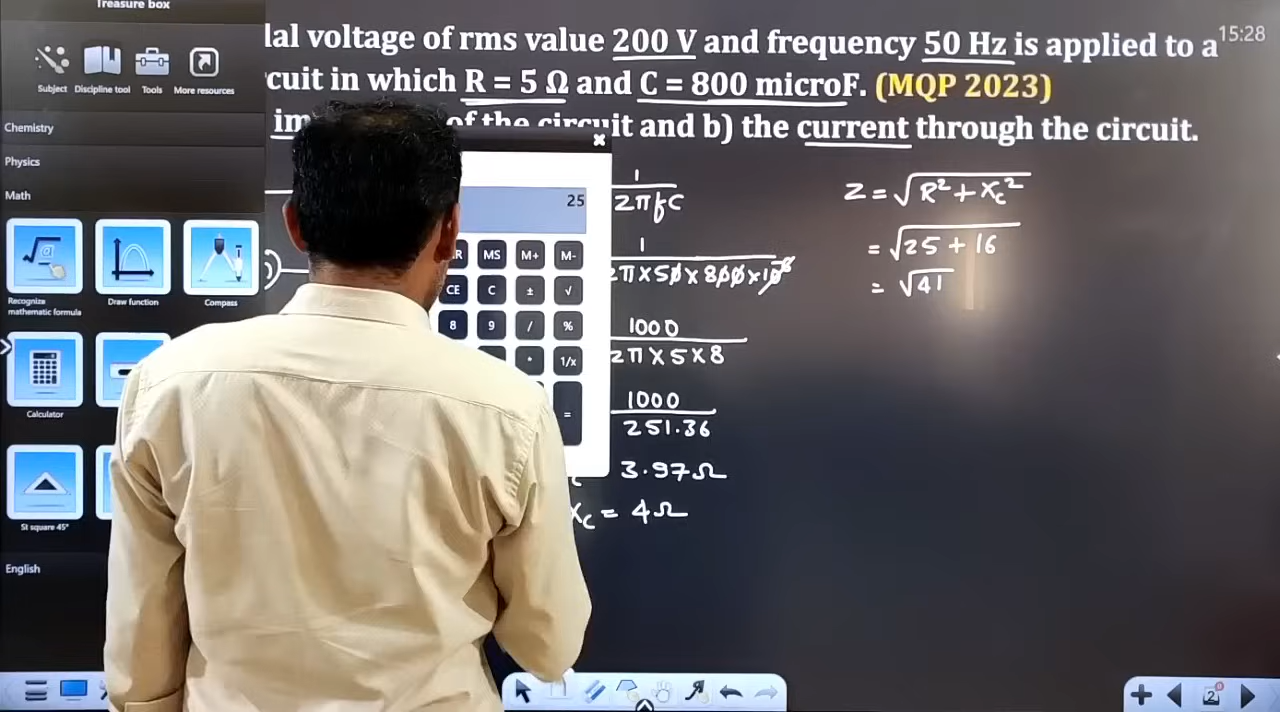 Treasure box
lal voltage of rms value 200 V and frequency 50 Hz is applied to a
15:28
cuit in which R = 5 Ω and C = 800 microF. (MQP 2023)
im of the circuit and b) the current through the circuit.
Subject Discipline tool Tools More resources
Chemistry
Physics
Math
Recognize mathematic formula
Draw function
Compass
Calculator
St square 45°
English
25
MS M+ M-
CE C ± √
8 9 / %
* 1/x
=
1
2πfC
1
2π×50×800×10⁻⁶
1000
2π×5×8
1000
251.36
3.97Ω
Xc = 4Ω
Z = √R² + Xc²
= √25 + 16
= √41
2